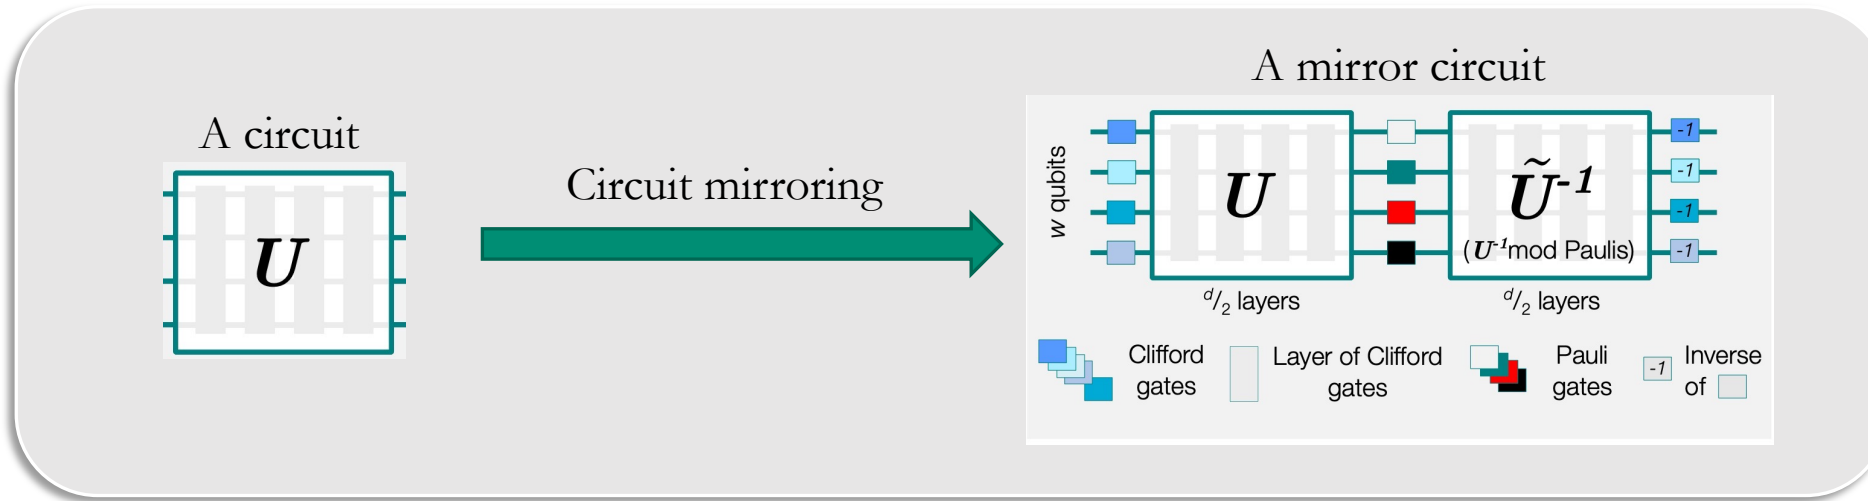 A circuit
U
Circuit mirroring
A mirror circuit
w qubits
U
Ũ⁻¹
(U⁻¹mod Paulis)
-1
-1
-1
-1
d/2 layers
d/2 layers
Clifford
gates
Layer of Clifford
gates
Pauli
gates
-1
Inverse
of